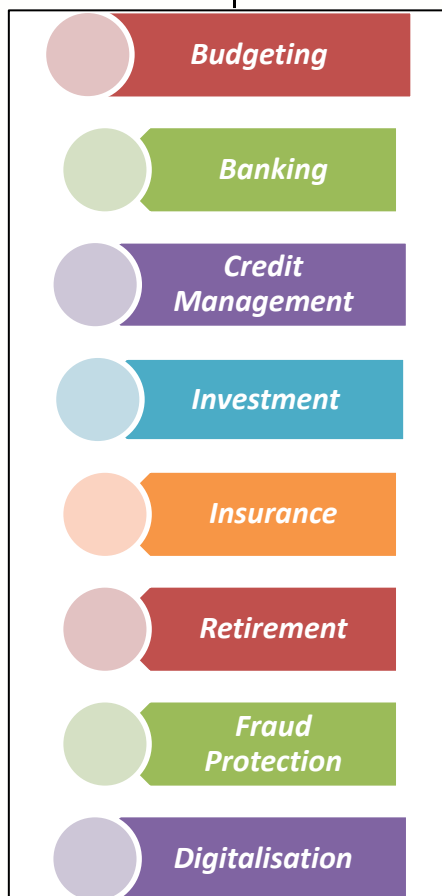 Budgeting
Banking
Credit
Management
Investment
Insurance
Retirement
Fraud
Protection
Digitalisation